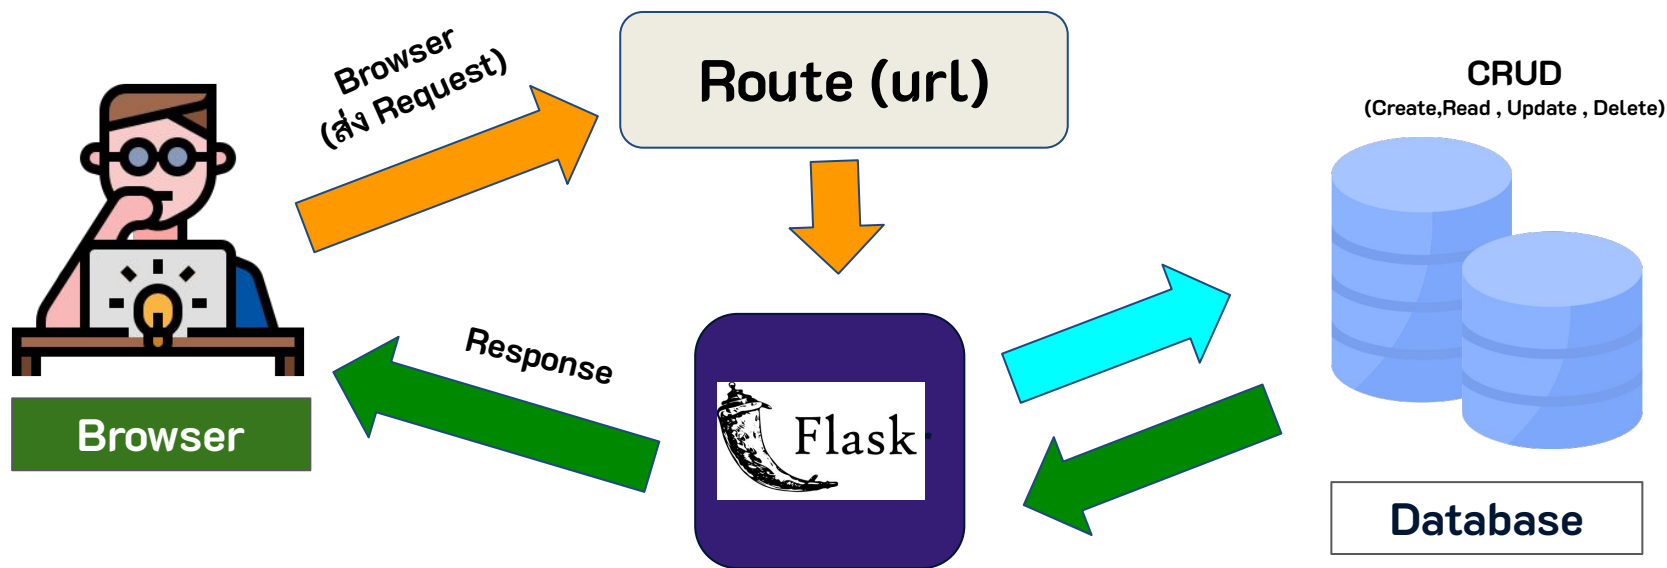 Browser
(ส่ง Request)
Route (url)
CRUD
(Create,Read , Update , Delete)
Response
Browser
Flask
Database